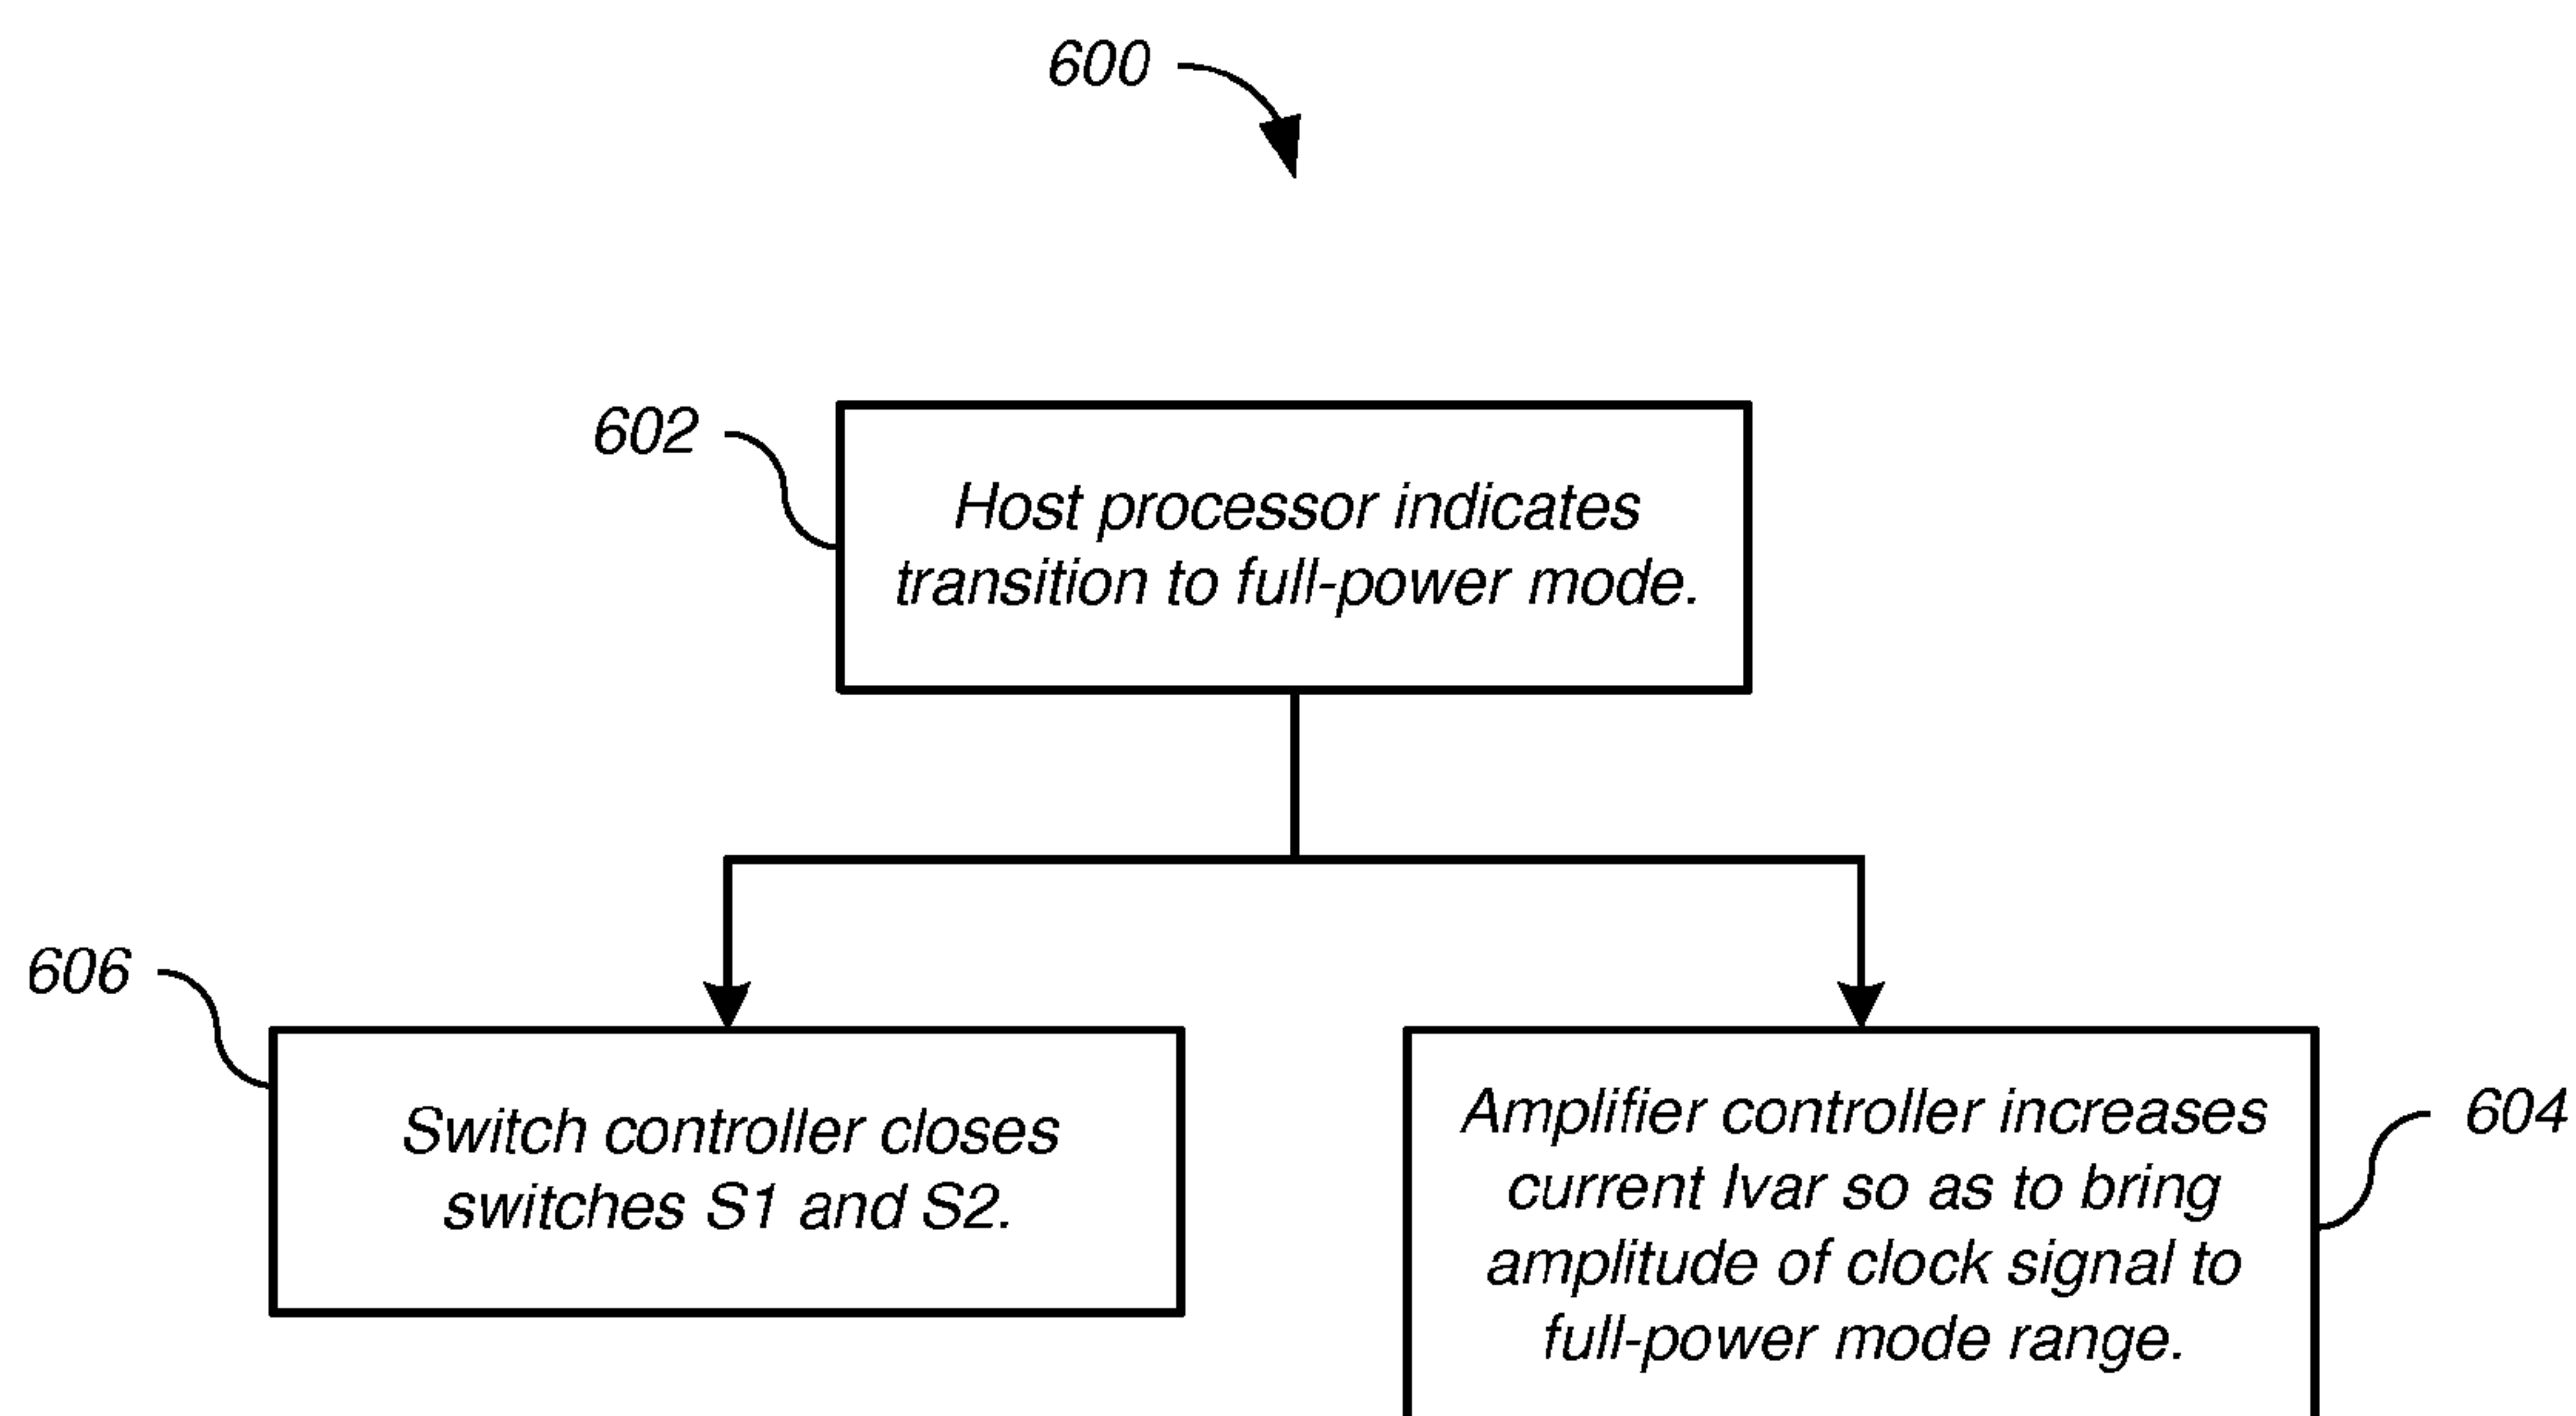 600
602
Host processor indicates
transition to full-power mode.
606
Switch controller closes
switches S1 and S2.
Amplifier controller increases
current Ivar so as to bring
amplitude of clock signal to
full-power mode range.
604